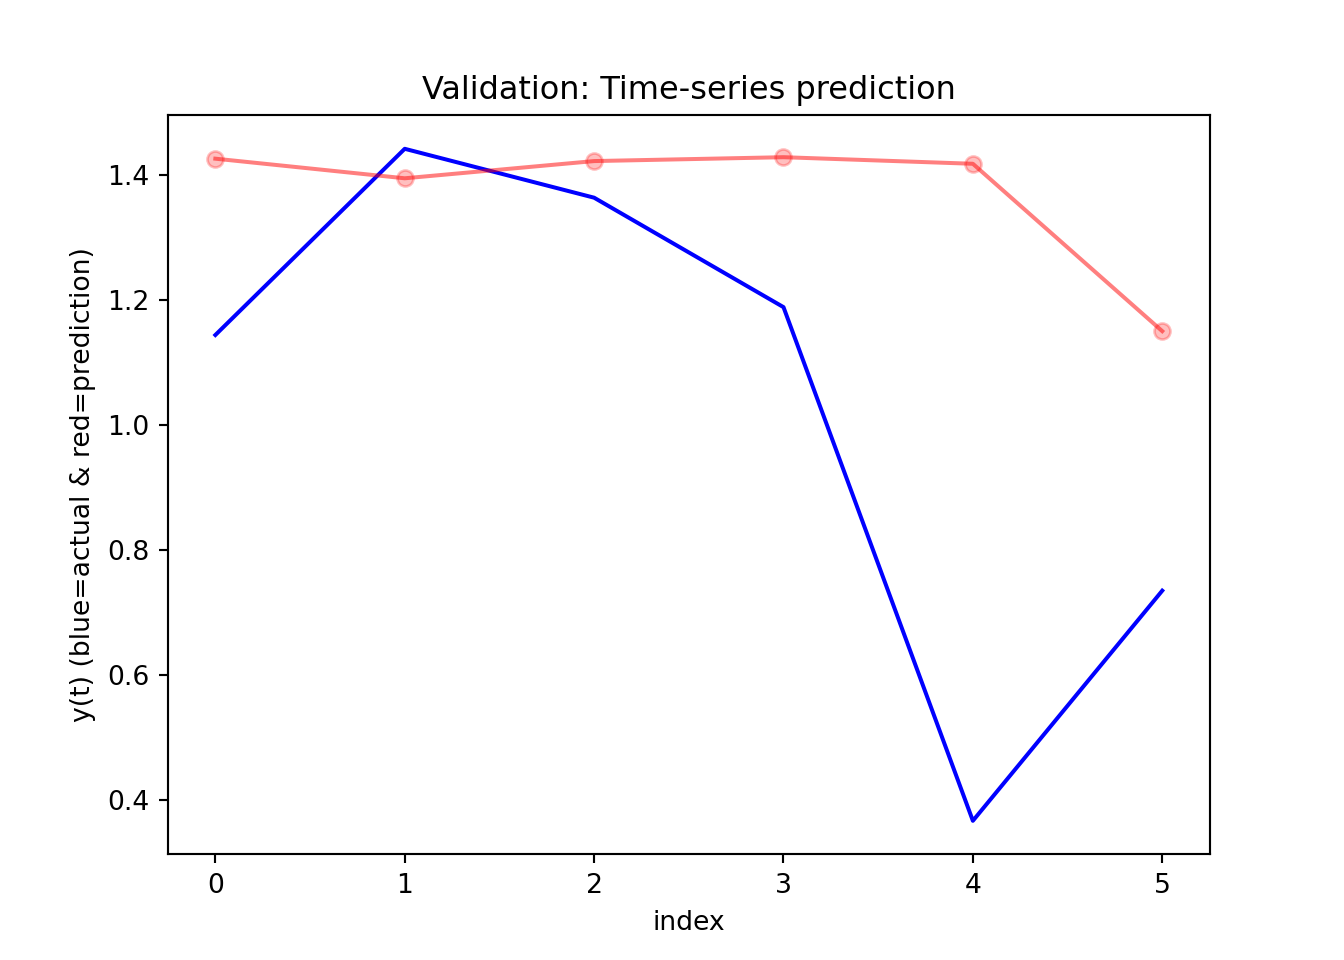 Validation: Time-series prediction
y(t) (blue=actual & red=prediction)
1.4
1.2
1.0
0.8
0.6
0.4
0 1 2 3 4 5
index